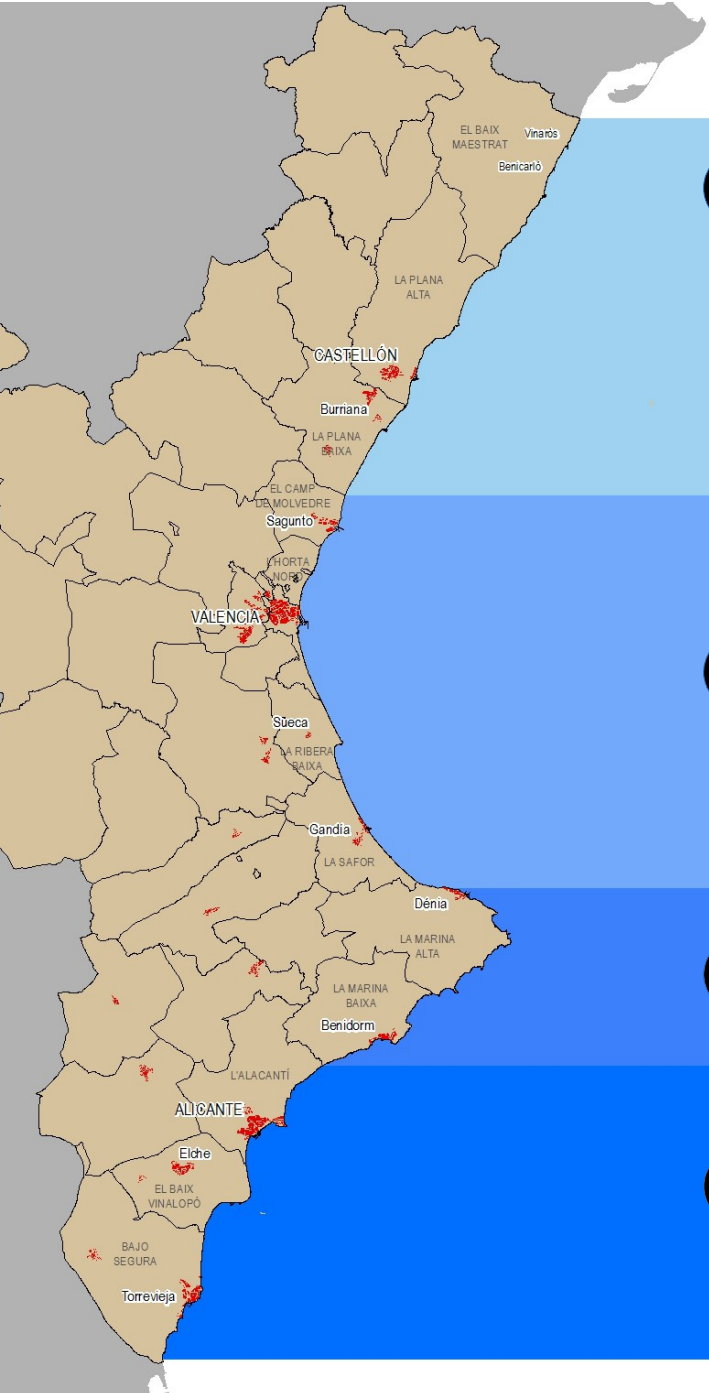 EL BAIX
MAESTRAT
Vinaròs
Benicarló
LA PLANA
ALTA
CASTELLÓN
Burriana
LA PLANA
BAIXA
EL CAMP
DE MOLVEDRE
Sagunto
L'HORTA
NORD
VALENCIA
Sueca
LA RIBERA
BAIXA
Gandia
LA SAFOR
Dénia
LA MARINA
ALTA
LA MARINA
BAIXA
Benidorm
L'ALACANTÍ
ALICANTE
Elche
EL BAIX
VINALOPÓ
BAJO
SEGURA
Torrevieja